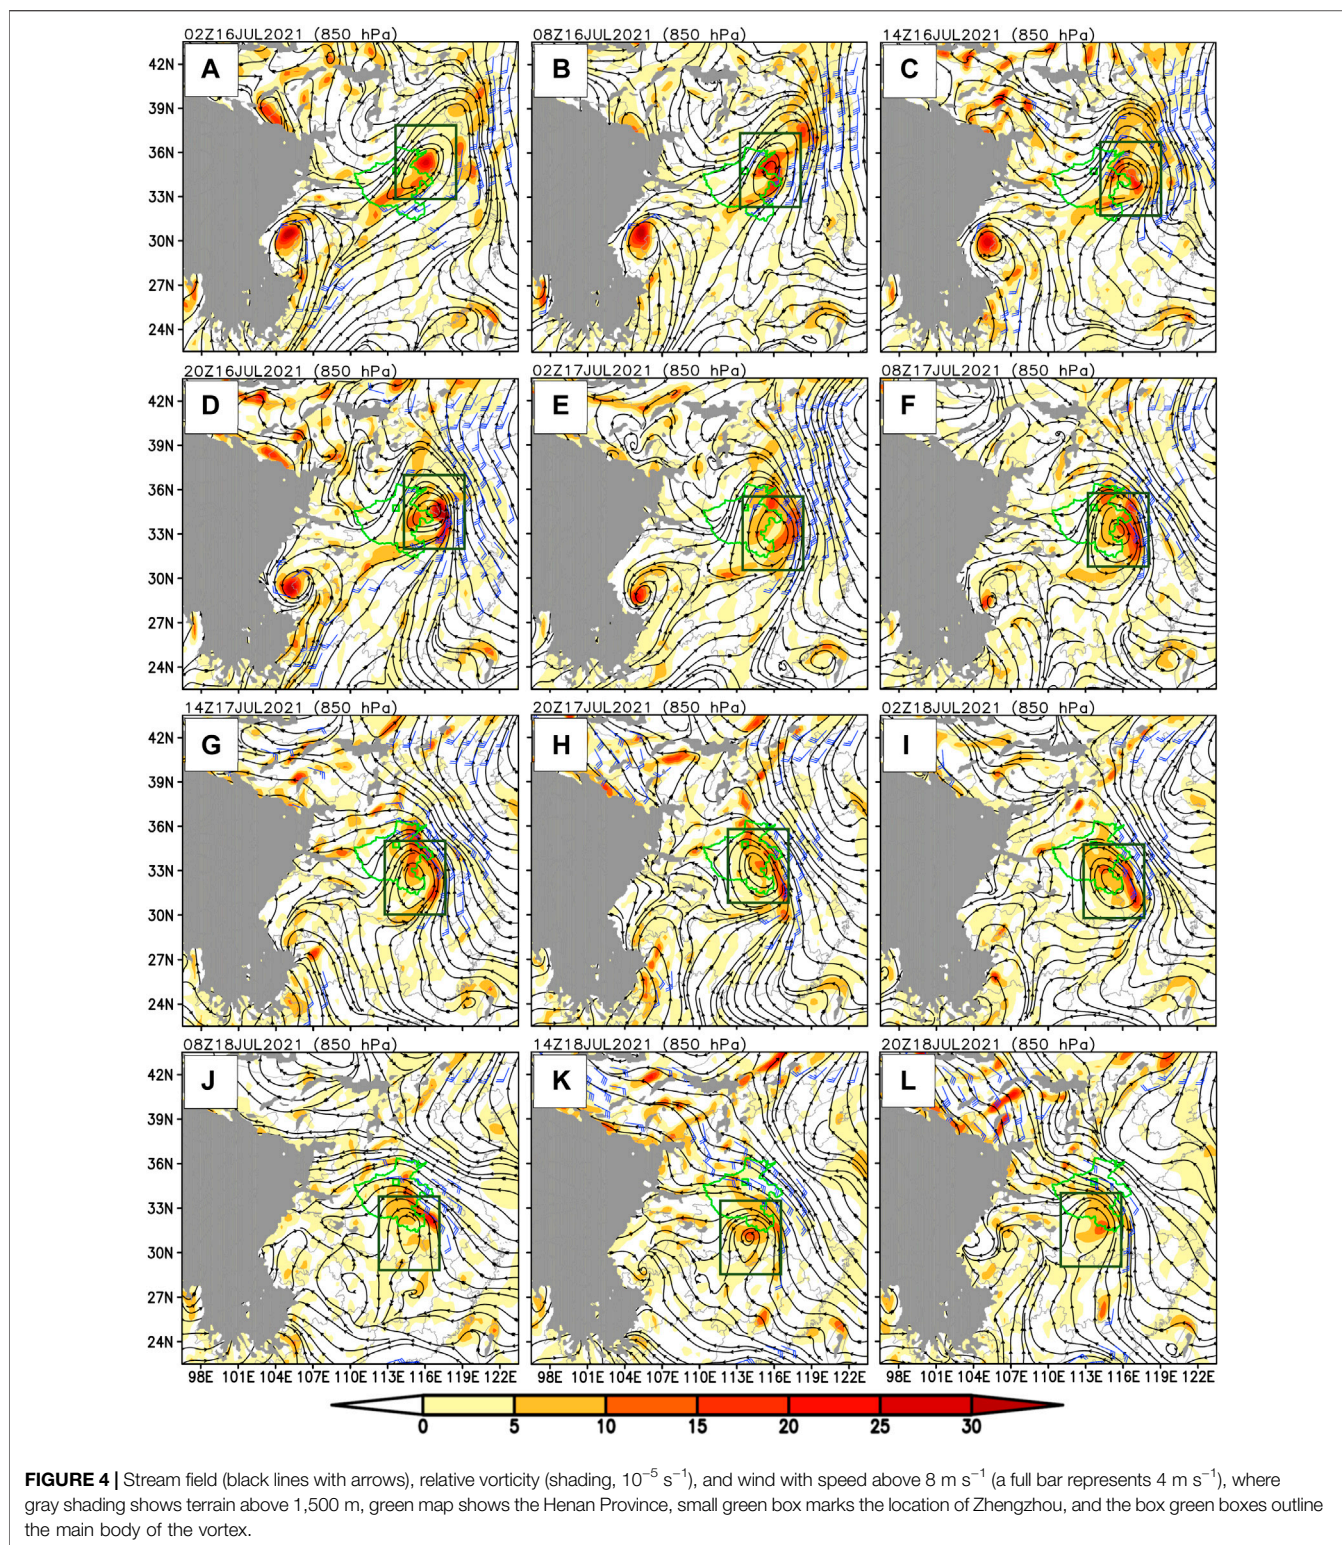 02Z16JUL2021 (850 hPa)
08Z16JUL2021 (850 hPa)
14Z16JUL2021 (850 hPa)
A
B
C
42N
39N
36N
33N
30N
27N
24N
20Z16JUL2021 (850 hPa)
02Z17JUL2021 (850 hPa)
08Z17JUL2021 (850 hPa)
D
E
F
42N
39N
36N
33N
30N
27N
24N
14Z17JUL2021 (850 hPa)
20Z17JUL2021 (850 hPa)
02Z18JUL2021 (850 hPa)
G
H
I
42N
39N
36N
33N
30N
27N
24N
08Z18JUL2021 (850 hPa)
14Z18JUL2021 (850 hPa)
20Z18JUL2021 (850 hPa)
J
K
L
42N
39N
36N
33N
30N
27N
24N
98E 101E 104E 107E 110E 113E 116E 119E 122E 98E 101E 104E 107E 110E 113E 116E 119E 122E 98E 101E 104E 107E 110E 113E 116E 119E 122E
0 5 10 15 20 25 30
FIGURE 4 | Stream field (black lines with arrows), relative vorticity (shading, 10⁻⁵ s⁻¹), and wind with speed above 8 m s⁻¹ (a full bar represents 4 m s⁻¹), where
gray shading shows terrain above 1,500 m, green map shows the Henan Province, small green box marks the location of Zhengzhou, and the box green boxes outline
the main body of the vortex.